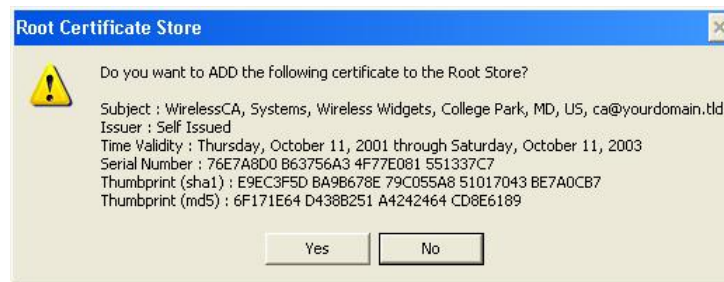 Root Certificate Store
Do you want to ADD the following certificate to the Root Store?
Subject : WirelessCA, Systems, Wireless Widgets, College Park, MD, US, ca@yourdomain.tld
Issuer : Self Issued
Time Validity : Thursday, October 11, 2001 through Saturday, October 11, 2003
Serial Number : 76E7A8D0 B63756A3 4F77E081 551337C7
Thumbprint (sha1) : E9EC3F5D BA9B678E 79C055A8 51017043 BE7A0CB7
Thumbprint (md5) : 6F171E64 D438B251 A4242464 CD8E6189
Yes No